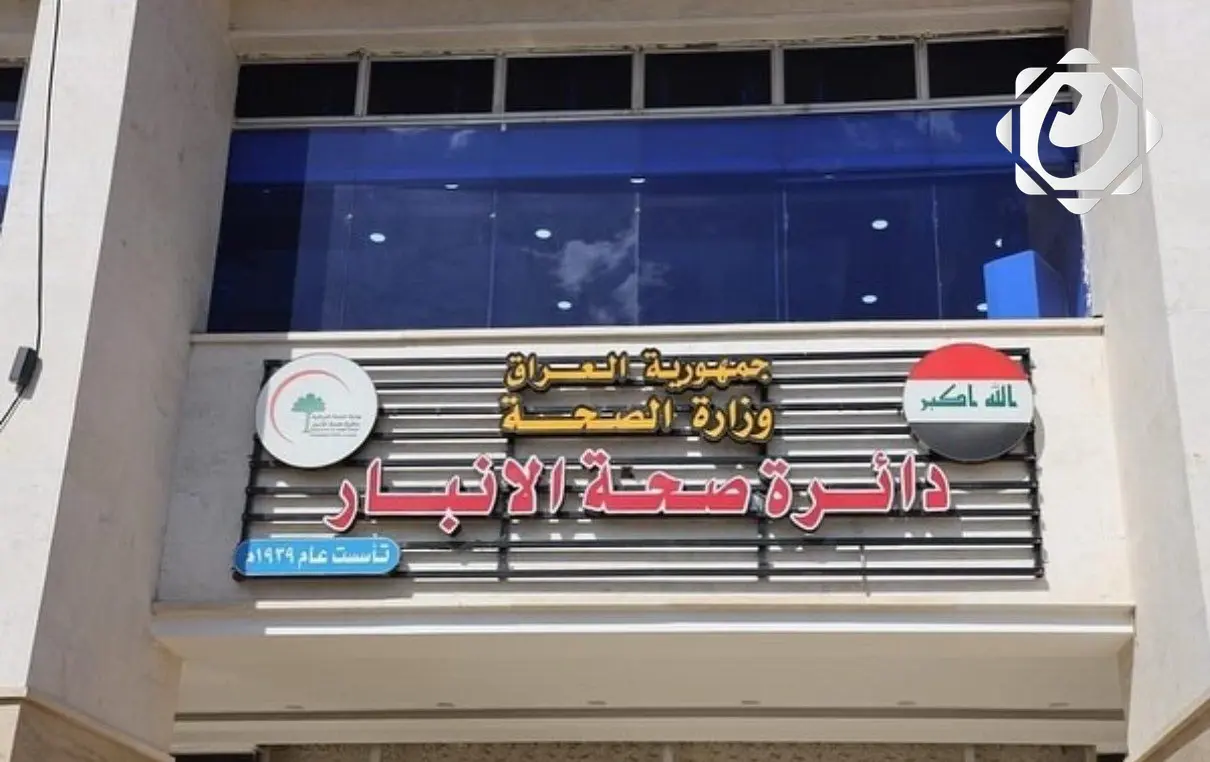 جمهورية العراق
وزارة الصحة
الله اكبر
دائرة صحة الانبار
تأسست عام ١٩٣٩م